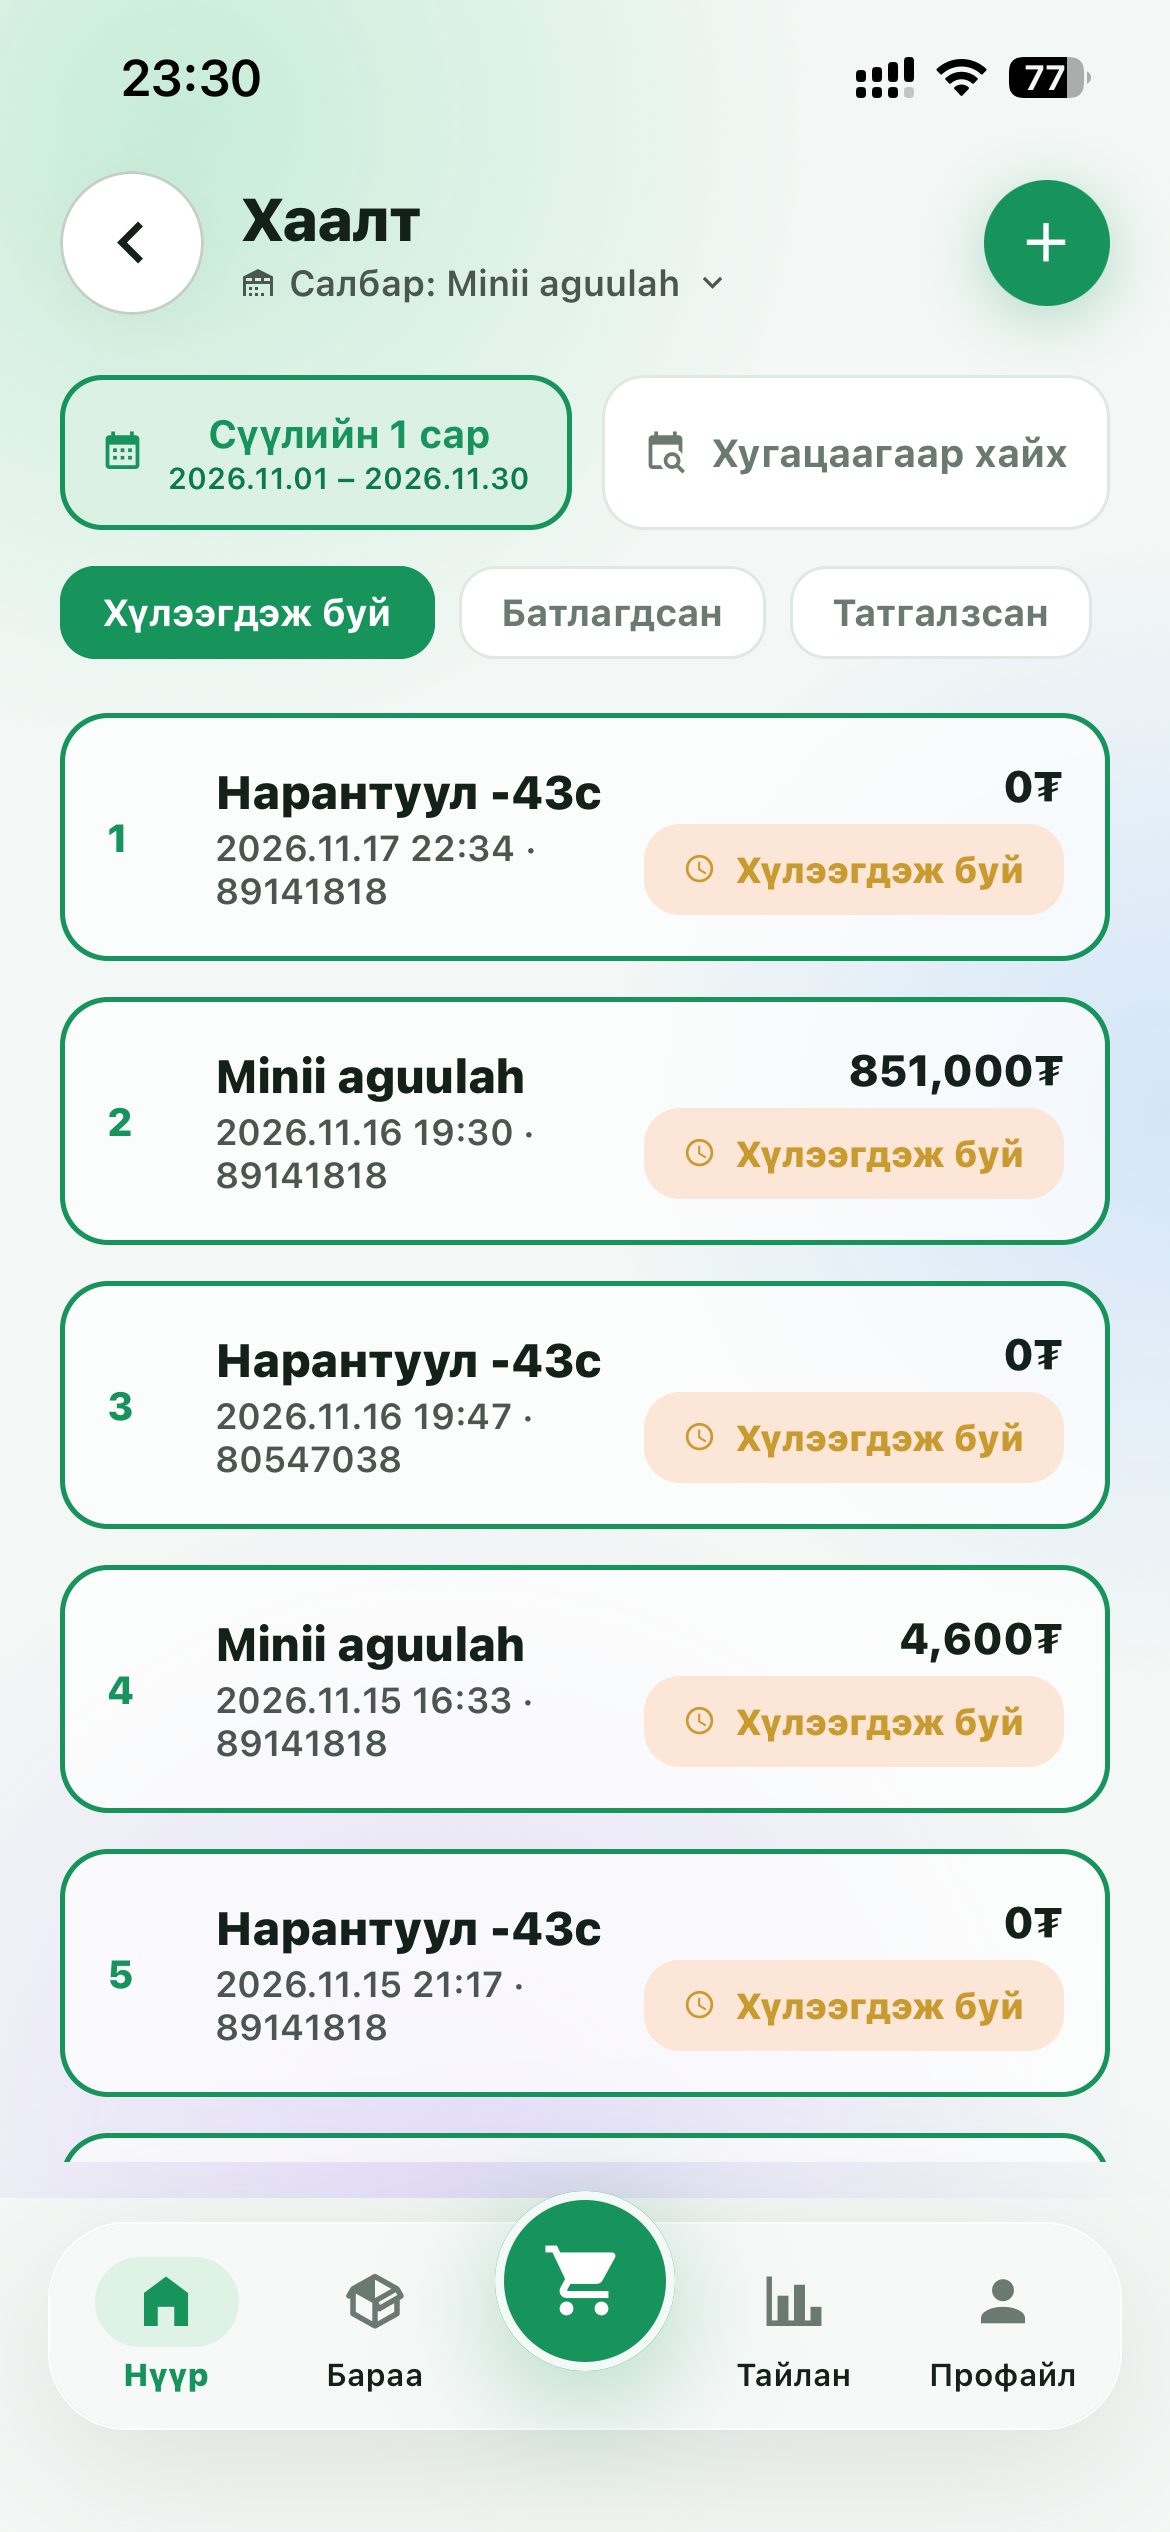 23:30
77
Хаалт
Салбар: Minii aguulah
Сүүлийн 1 сар
2026.11.01 – 2026.11.30
Хугацаагаар хайх
Хүлээгдэж буй
Батлагдсан
Татгалзсан
1
Нарантуул -43c
2026.11.17 22:34 ·
89141818
0₮
Хүлээгдэж буй
2
Minii aguulah
2026.11.16 19:30 ·
89141818
851,000₮
Хүлээгдэж буй
3
Нарантуул -43c
2026.11.16 19:47 ·
80547038
0₮
Хүлээгдэж буй
4
Minii aguulah
2026.11.15 16:33 ·
89141818
4,600₮
Хүлээгдэж буй
5
Нарантуул -43c
2026.11.15 21:17 ·
89141818
0₮
Хүлээгдэж буй
Нүүр
Бараа
Тайлан
Профайл